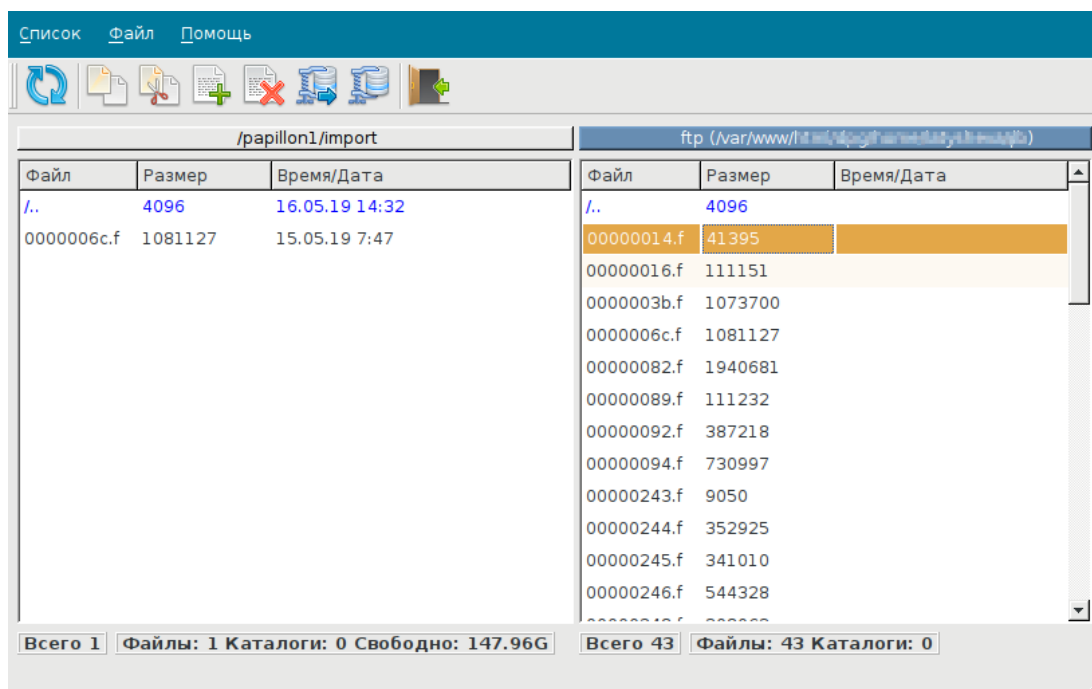 Список Файл Помощь
/papillon1/import
Файл Размер Время/Дата
/.. 4096 16.05.19 14:32
0000006c.f 1081127 15.05.19 7:47
Всего 1 Файлы: 1 Каталоги: 0 Свободно: 147.96G
ftp (/var/www/
Файл Размер Время/Дата
/.. 4096
00000014.f 41395
00000016.f 111151
0000003b.f 1073700
0000006c.f 1081127
00000082.f 1940681
00000089.f 111232
00000092.f 387218
00000094.f 730997
00000243.f 9050
00000244.f 352925
00000245.f 341010
00000246.f 544328
Всего 43 Файлы: 43 Каталоги: 0